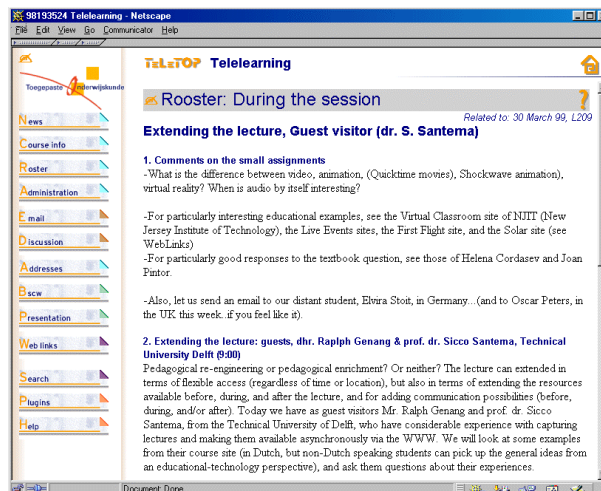 98193524 Telelearning - Netscape
File Edit View Go Communicator Help
Toegepaste Onderwijskunde
TELETOP Telelearning
Rooster: During the session
?
Related to: 30 March 99, L209
News
Course info
Roster
Administration
Email
Discussion
Addresses
Bscw
Presentation
Web links
Search
Plugins
Help
Extending the lecture, Guest visitor (dr. S. Santema)
1. Comments on the small assignments
-What is the difference between video, animation, (Quicktime movies), Shockwave animation),
virtual reality? When is audio by itself interesting?
-For particularly interesting educational examples, see the Virtual Classroom site of NJIT (New
Jersey Institute of Technology), the Live Events sites, the First Flight site, and the Solar site (see
WebLinks)
-For particularly good responses to the textbook question, see those of Helena Cordasev and Joan
Pintor.
-Also, let us send an email to our distant student, Elvira Stoit, in Germany...(and to Oscar Peters, in
the UK this week..if you feel like it).
2. Extending the lecture: guests, dhr. Raplph Genang & prof. dr. Sicco Santema, Technical
University Delft (9:00)
Pedagogical re-engineering or pedagogical enrichment? Or neither? The lecture can extended in
terms of flexible access (regardless of time or location), but also in terms of extending the resources
available before, during, and after the lecture, and for adding communication possibilities (before,
during, and/or after). Today we have as guest visitors Mr. Ralph Genang and prof. dr. Sicco
Santema, from the Technical University of Delft, who have considerable experience with capturing
lectures and making them available asynchronously via the WWW. We will look at some examples
from their course site (in Dutch, but non-Dutch speaking students can pick up the general ideas from
an educational-technology perspective), and ask them questions about their experiences.
Document: Done